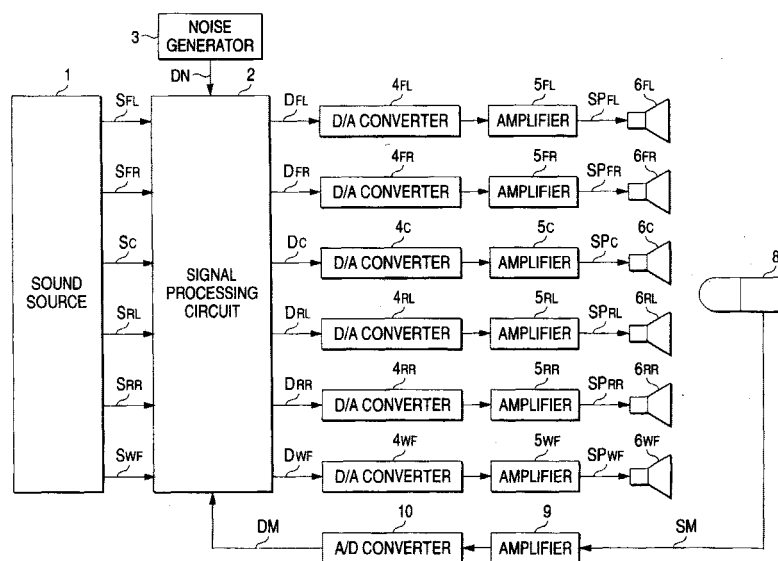 3
NOISE
GENERATOR
DN
1
2
SFL
DFL
4FL
5FL
SPFL
6FL
D/A CONVERTER
AMPLIFIER
SFR
DFR
4FR
5FR
SPFR
6FR
D/A CONVERTER
AMPLIFIER
SC
DC
4C
5C
SPC
6C
D/A CONVERTER
AMPLIFIER
8
SOUND
SOURCE
SIGNAL
PROCESSING
CIRCUIT
SRL
DRL
4RL
5RL
SPRL
6RL
D/A CONVERTER
AMPLIFIER
SRR
DRR
4RR
5RR
SPRR
6RR
D/A CONVERTER
AMPLIFIER
SWF
DWF
4WF
5WF
SPWF
6WF
D/A CONVERTER
AMPLIFIER
DM
10
9
SM
A/D CONVERTER
AMPLIFIER